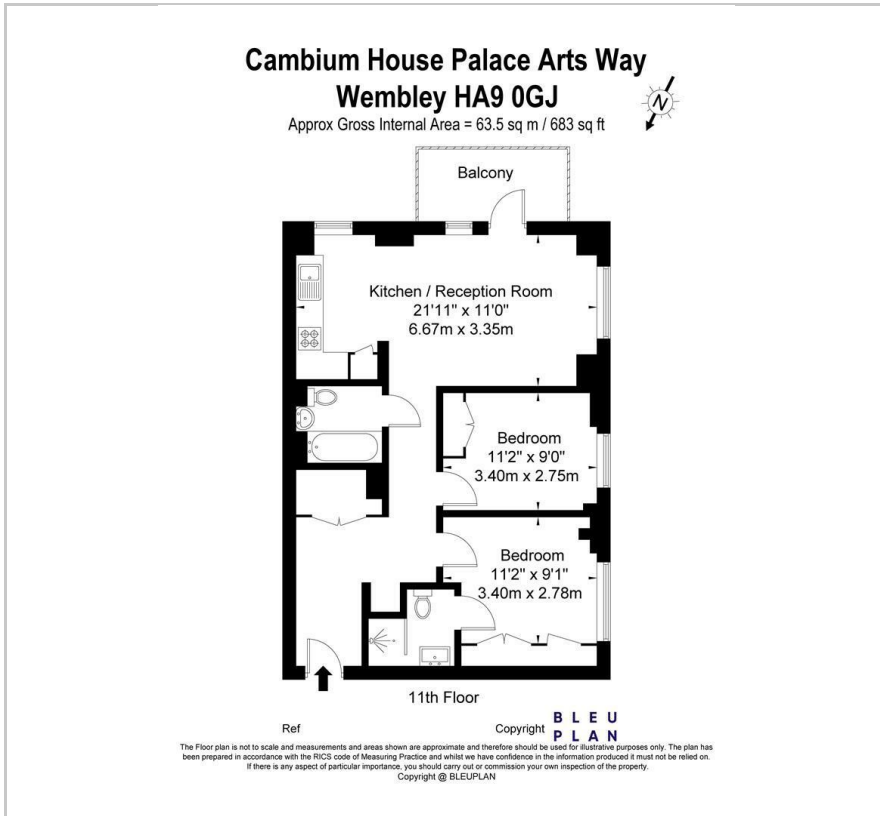 Cambium House Palace Arts Way
Wembley HA9 0GJ
Approx Gross Internal Area = 63.5 sq m / 683 sq ft
N
Balcony
Kitchen / Reception Room
21'11" x 11'0"
6.67m x 3.35m
Bedroom
11'2" x 9'0"
3.40m x 2.75m
Bedroom
11'2" x 9'1"
3.40m x 2.78m
11th Floor
Ref
Copyright
BLEU
PLAN
The Floor plan is not to scale and measurements and areas shown are approximate and therefore should be used for illustrative purposes only. The plan has
been prepared in accordance with the RICS code of Measuring Practice and whilst we have confidence in the information produced it must not be relied on.
If there is any aspect of particular importance, you should carry out or commission your own inspection of the property.
Copyright @ BLEUPLAN